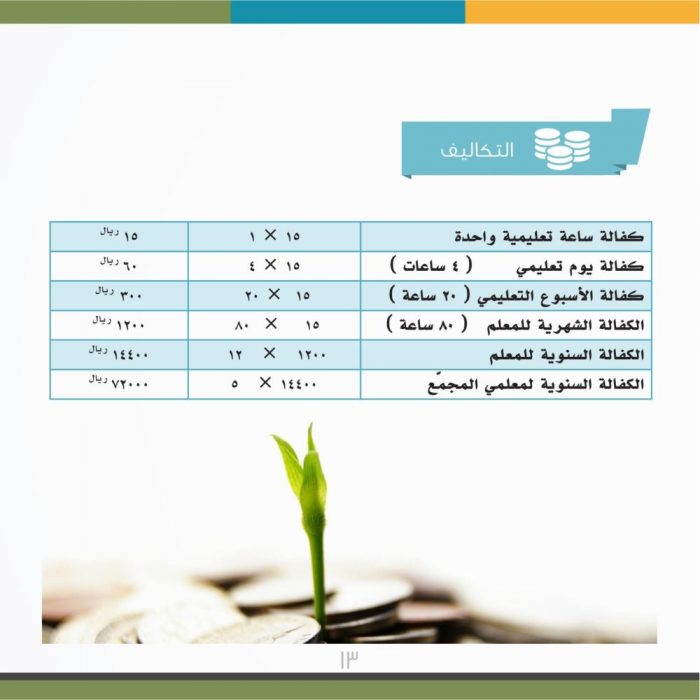 التكاليف
كفالة ساعة تعليمية واحدة ١٥ × ١ ١٥ ريال
كفالة يوم تعليمي ( ٤ ساعات ) ١٥ × ٤ ٦٠ ريال
كفالة الأسبوع التعليمي ( ٢٠ ساعة ) ١٥ × ٢٠ ٣٠٠ ريال
الكفالة الشهرية للمعلم ( ٨٠ ساعة ) ١٥ × ٨٠ ١٢٠٠ ريال
الكفالة السنوية للمعلم ١٢٠٠ × ١٢ ١٤٤٠٠ ريال
الكفالة السنوية لمعلمي المجمّع ١٤٤٠٠ × ٥ ٧٢٠٠٠ ريال
١٣